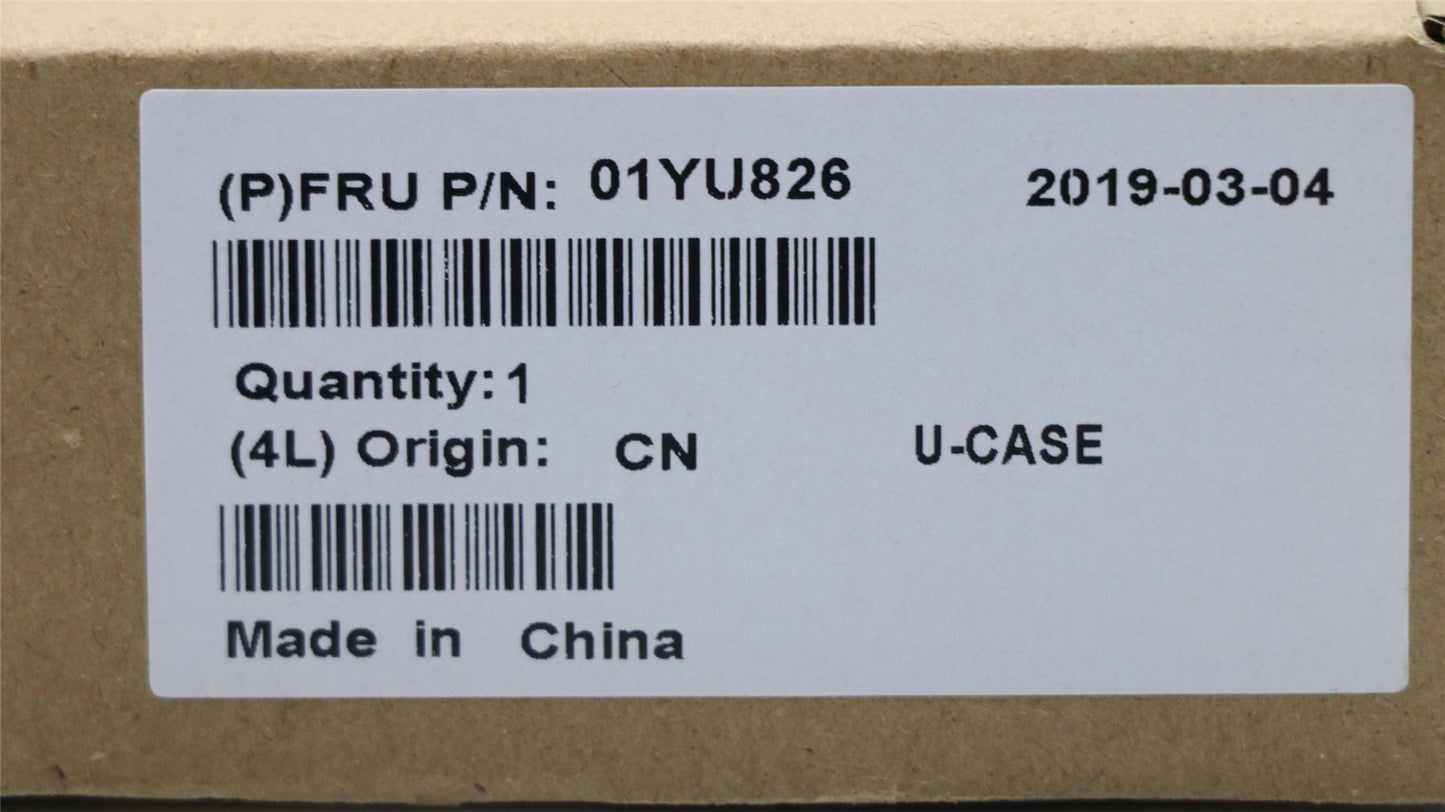 (P)FRU P/N: 01YU826 2019-03-04
Quantity: 1
(4L) Origin: CN U-CASE
Made in China